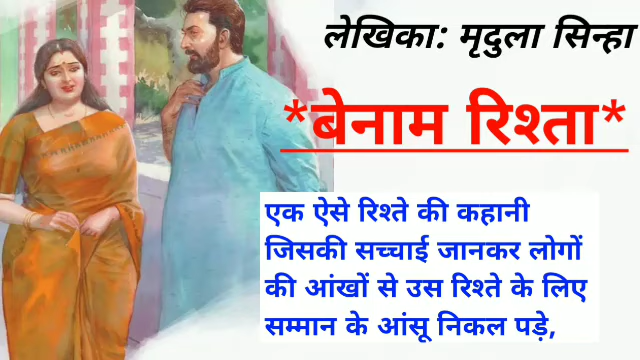 लेखिका: मृदुला सिन्हा
*बेनाम रिश्ता*
एक ऐसे रिश्ते की कहानी
जिसकी सच्चाई जानकर लोगों
की आंखों से उस रिश्ते के लिए
सम्मान के आंसू निकल पड़े,